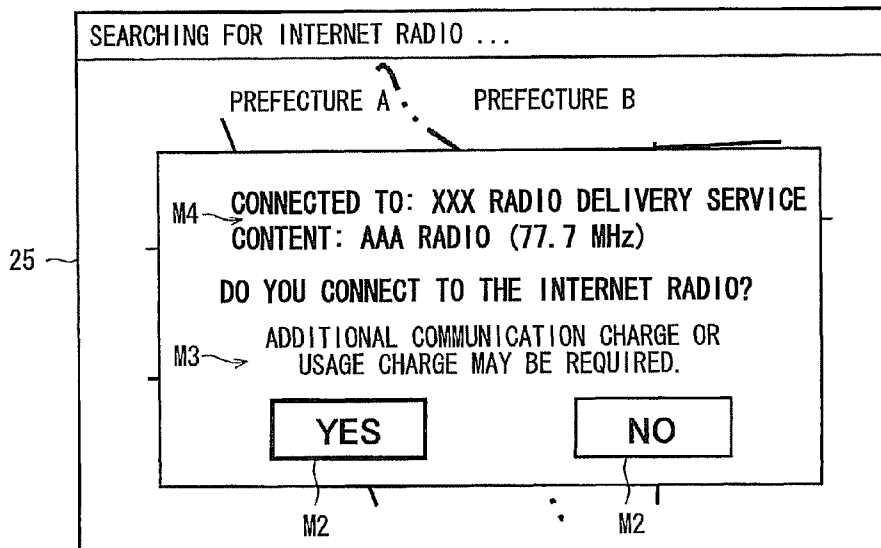 SEARCHING FOR INTERNET RADIO ...
PREFECTURE A PREFECTURE B
M4 CONNECTED TO: XXX RADIO DELIVERY SERVICE
CONTENT: AAA RADIO (77.7 MHz)
25
DO YOU CONNECT TO THE INTERNET RADIO?
M3 ADDITIONAL COMMUNICATION CHARGE OR
USAGE CHARGE MAY BE REQUIRED.
YES NO
M2 M2